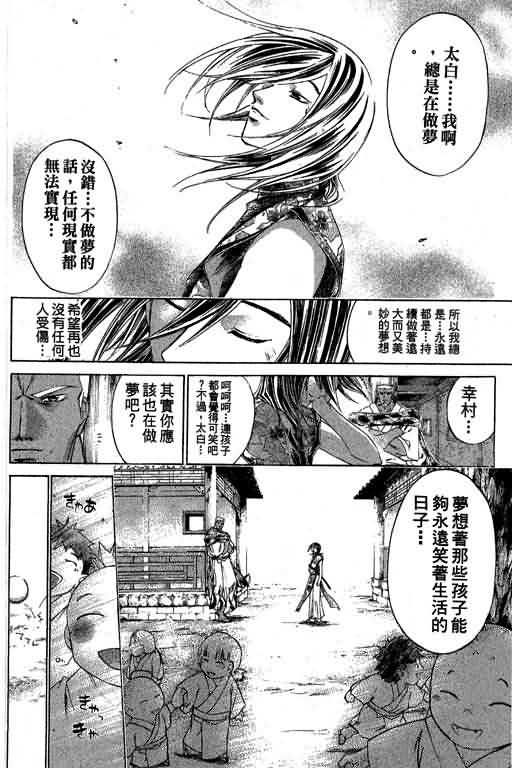 太白……我啊
，總是在做夢
。
沒錯…不做夢的
話，任何現實都
無法實現…
所以我總
是…永遠
都是…持
續做著遠
大而又美
妙的夢想
希望再也
沒有任何
人受傷…
幸村…
呵呵呵…連孩子
都會覺得可笑吧
？不過，太白…
其實你應
該也在做
夢吧？
夢想著那些孩子能
夠永遠笑著生活的
日子…
きゃあ
きゃっ